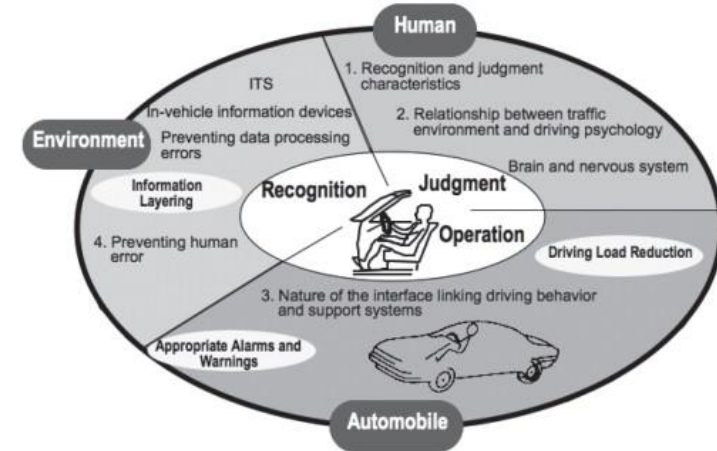 Human
1. Recognition and judgment
characteristics
2. Relationship between traffic
environment and driving psychology
Brain and nervous system
ITS
In-vehicle information devices
Environment
Preventing data processing
errors
Information
Layering
4. Preventing human
error
Recognition
Judgment
Operation
Driving Load Reduction
3. Nature of the interface linking driving behavior
and support systems
Appropriate Alarms and
Warnings
Automobile